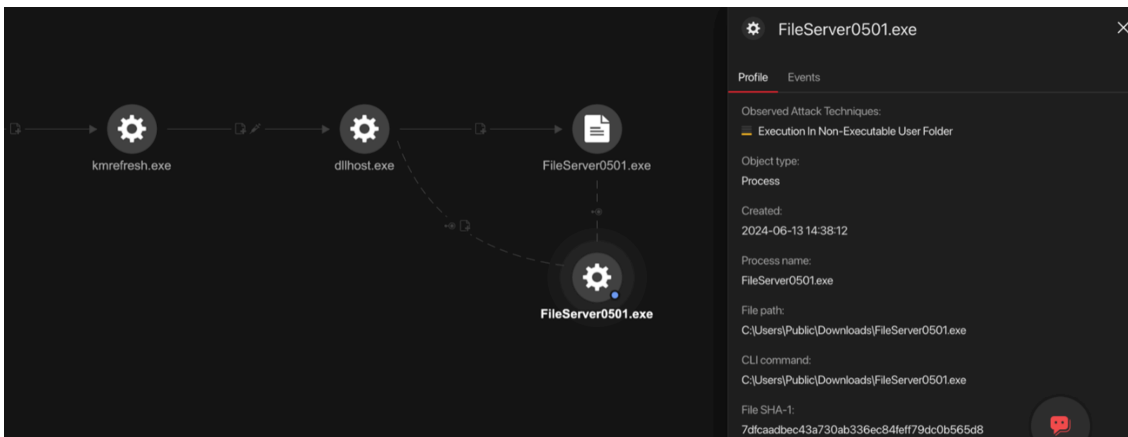 FileServer0501.exe
Profile Events
Observed Attack Techniques:
Execution In Non-Executable User Folder
Object type:
Process
Created:
2024-06-13 14:38:12
Process name:
FileServer0501.exe
File path:
C:\Users\Public\Downloads\FileServer0501.exe
CLI command:
C:\Users\Public\Downloads\FileServer0501.exe
File SHA-1:
7dfcaadbec43a730ab336ec84feff79dc0b565d8
kmrefresh.exe
dllhost.exe
FileServer0501.exe
FileServer0501.exe